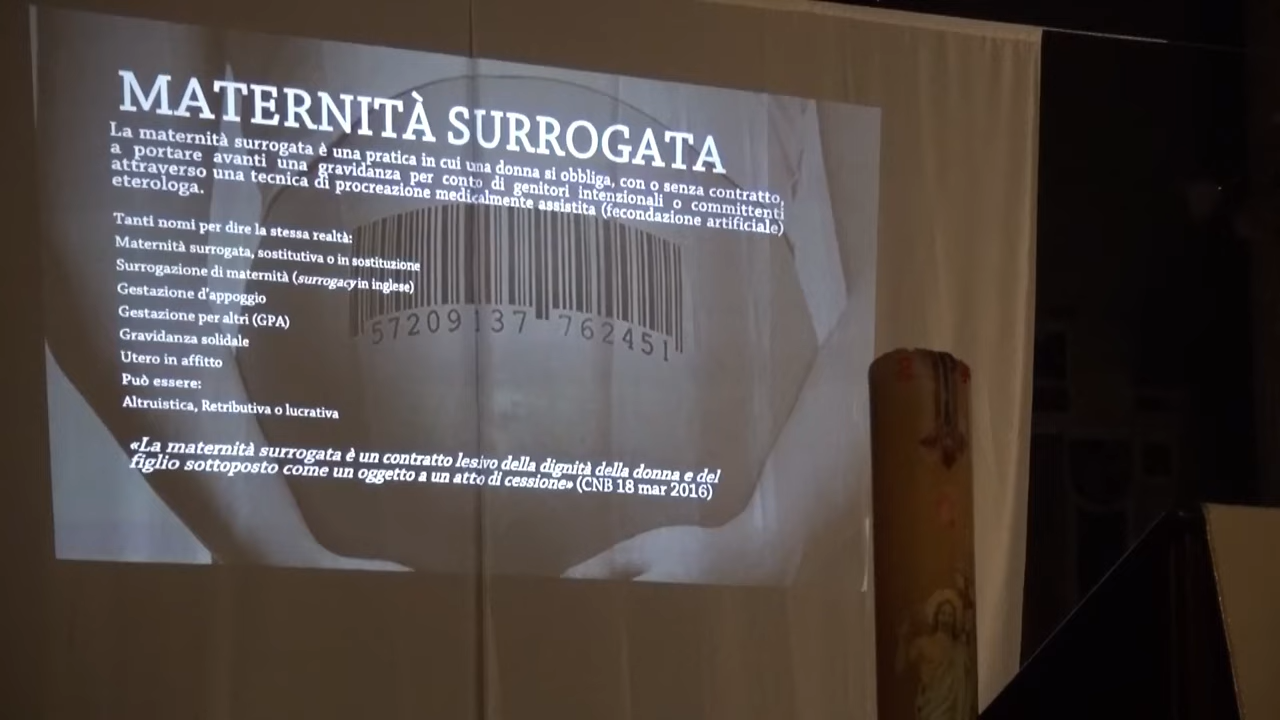 MATERNITÀ SURROGATA
La maternità surrogata è una pratica in cui una donna si obbliga, con o senza contratto,
a portare avanti una gravidanza per conto di genitori intenzionali o committenti
attraverso una tecnica di procreazione medicalmente assistita (fecondazione artificiale)
eterologa.
Tanti nomi per dire la stessa realtà:
Maternità surrogata, sostitutiva o in sostituzione
Surrogazione di maternità (surrogacy in inglese)
Gestazione d'appoggio
Gestazione per altri (GPA)
Gravidanza solidale
Utero in affitto
Può essere:
Altruistica, Retributiva o lucrativa
57209137 762451
«La maternità surrogata è un contratto lesivo della dignità della donna e del
figlio sottoposto come un oggetto a un atto di cessione» (CNB 18 mar 2016)